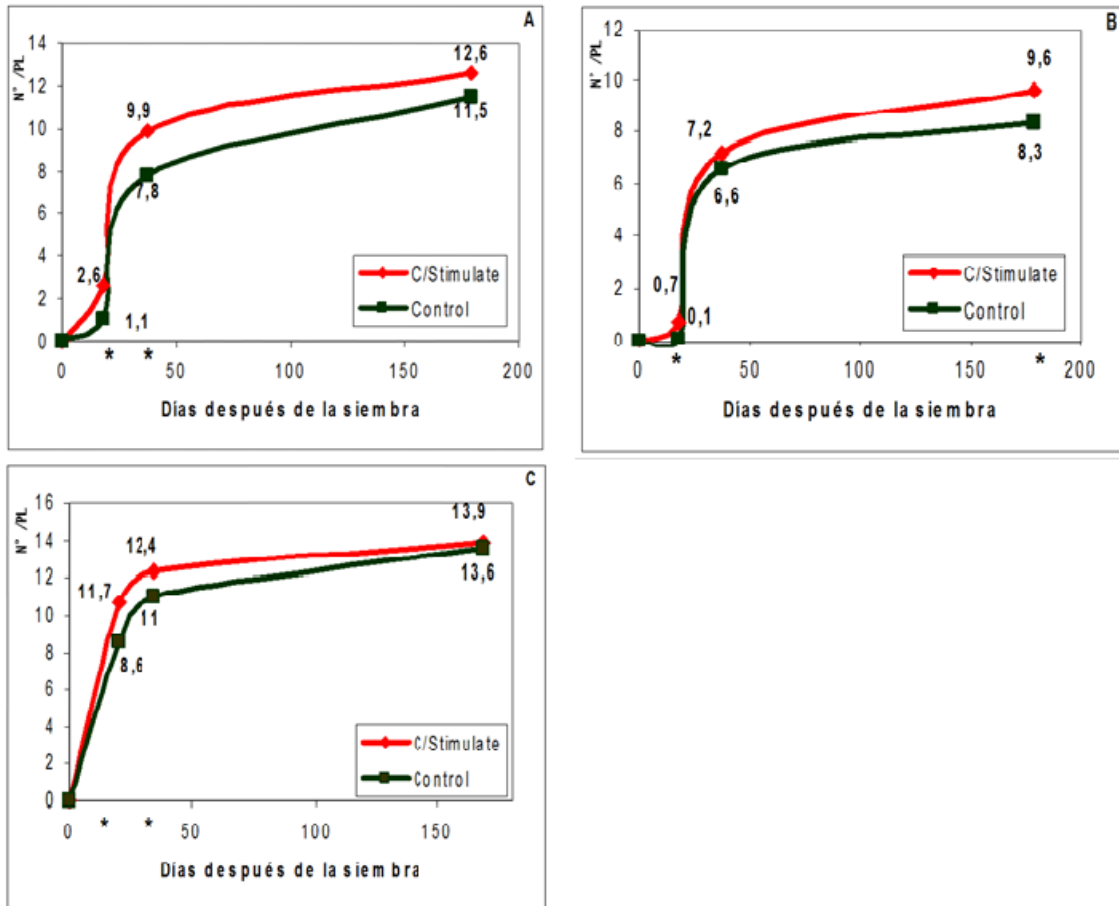 A
N° /PL
14
12,6
12
9,9
11,5
10
8
7,8
6
4
2,6
C/Stimulate
2
1,1
Control
0
* *
0 50 100 150 200
Días después de la siembra
B
N° /PL
12
9,6
10
7,2
8
8,3
6,6
6
4
0,7
C/Stimulate
2
0,1
Control
0
* *
0 50 100 150 200
Días después de la siembra
C
N° /PL
16
13,9
14
12,4
13,6
12
11,7
11
10
8,6
8
6
4
C/Stimulate
2
Control
0
* *
0 50 100 150
Días después de la siembra